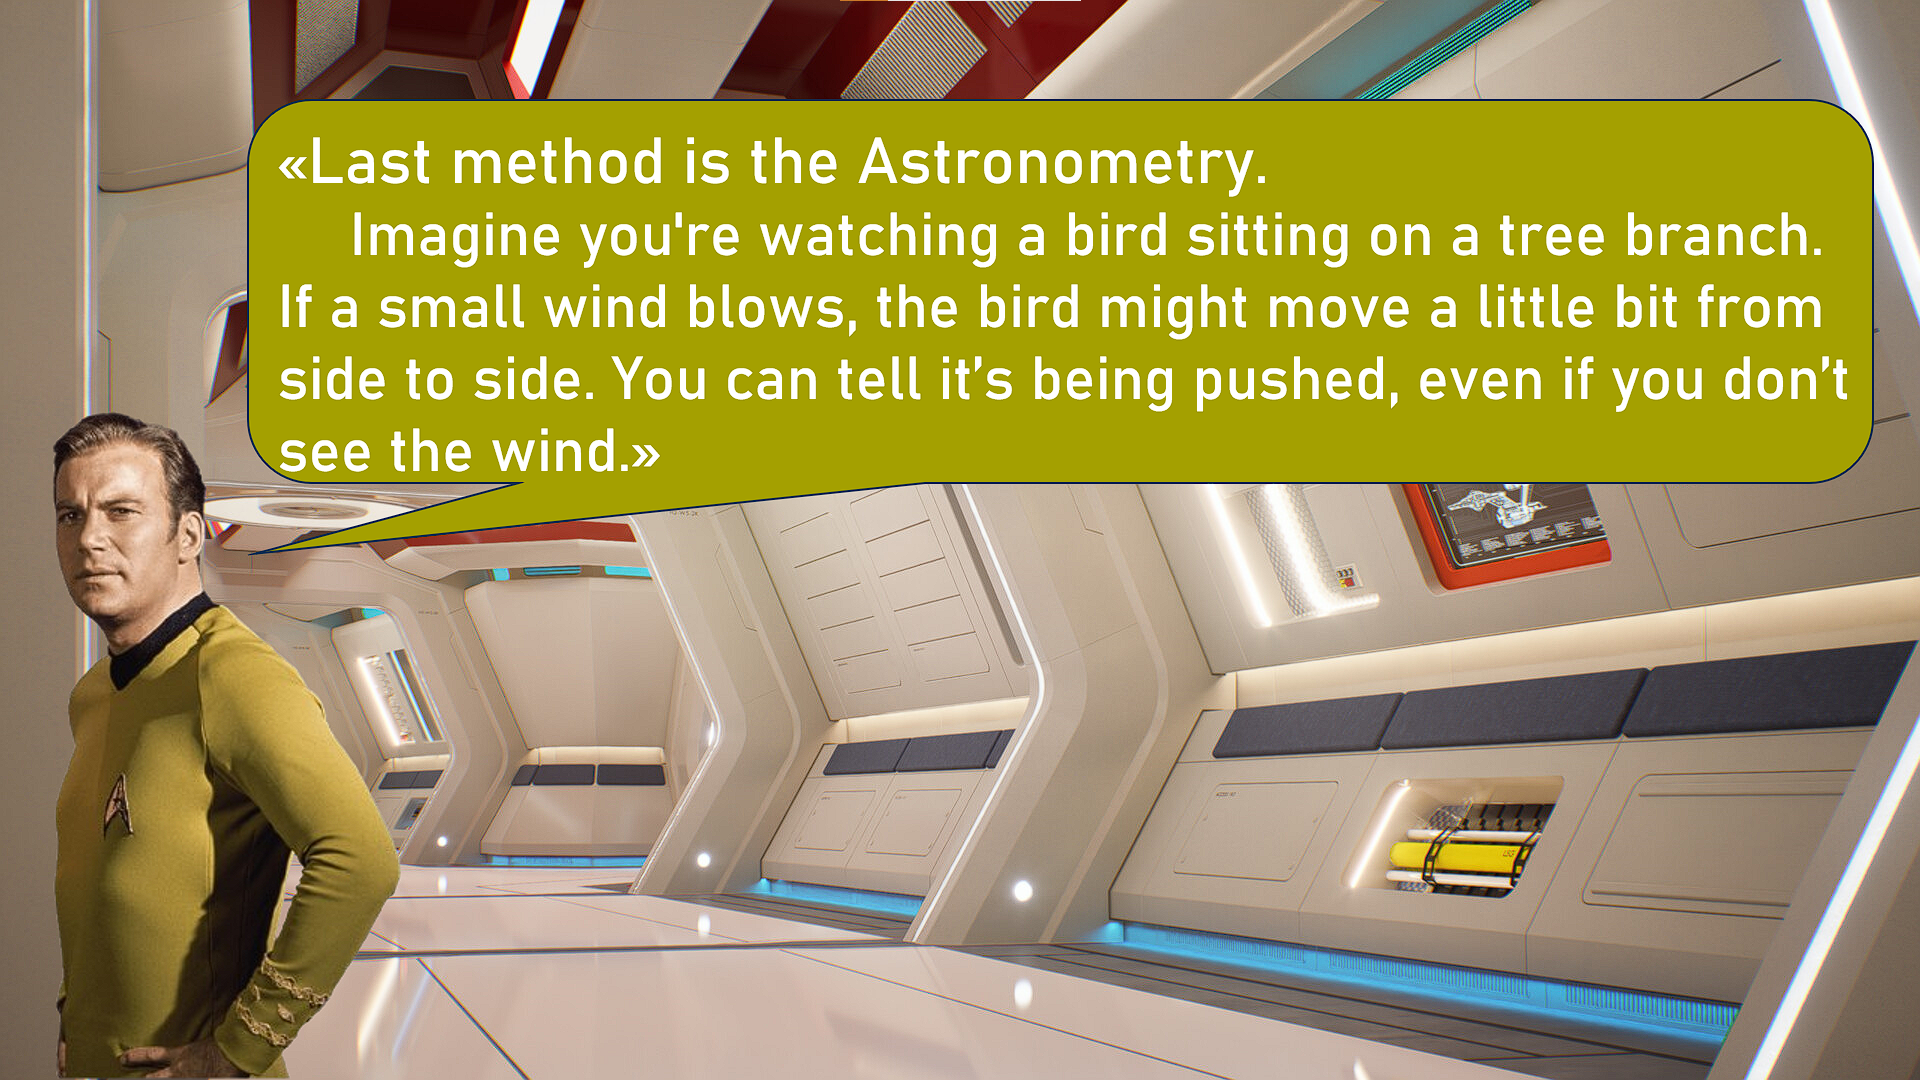 «Last method is the Astronometry.
Imagine you're watching a bird sitting on a tree branch.
If a small wind blows, the bird might move a little bit from
side to side. You can tell it’s being pushed, even if you don’t
see the wind.»